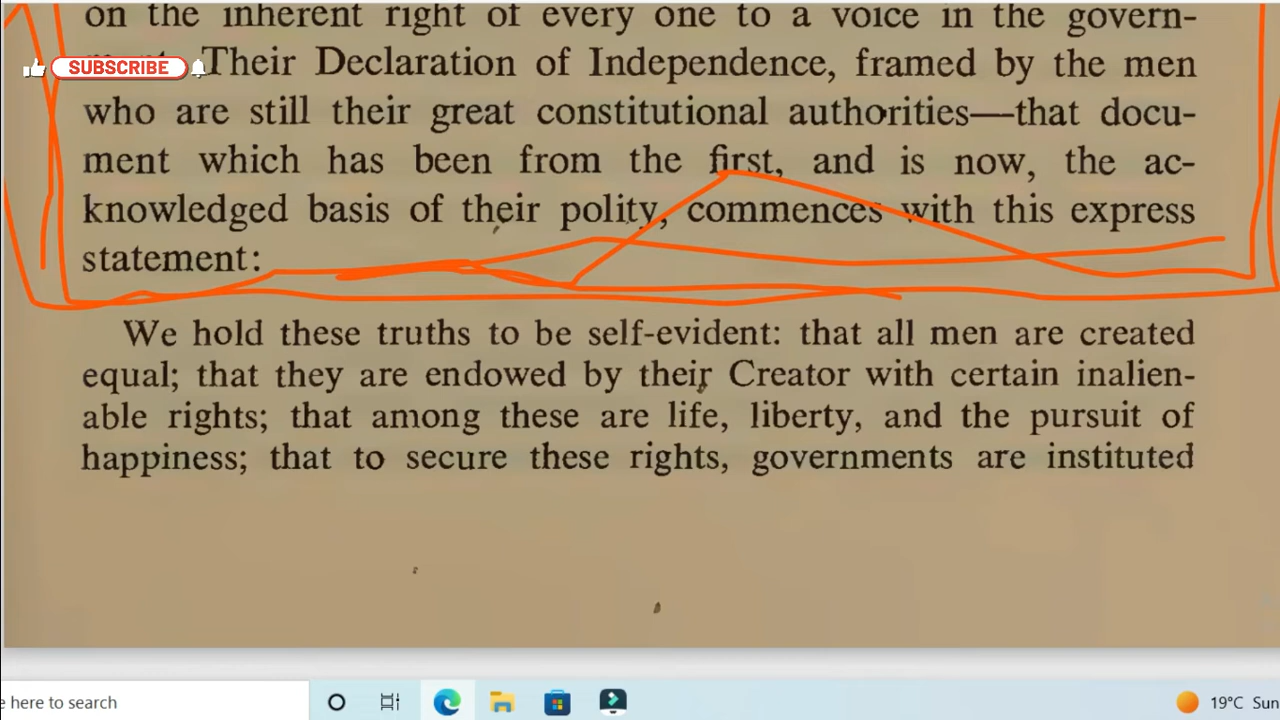 on the inherent right of every one to a voice in the govern-
SUBSCRIBE Their Declaration of Independence, framed by the men
who are still their great constitutional authorities—that docu-
ment which has been from the first, and is now, the ac-
knowledged basis of their polity, commences with this express
statement:
We hold these truths to be self-evident: that all men are created
equal; that they are endowed by their Creator with certain inalien-
able rights; that among these are life, liberty, and the pursuit of
happiness; that to secure these rights, governments are instituted
here to search
19°C Sun